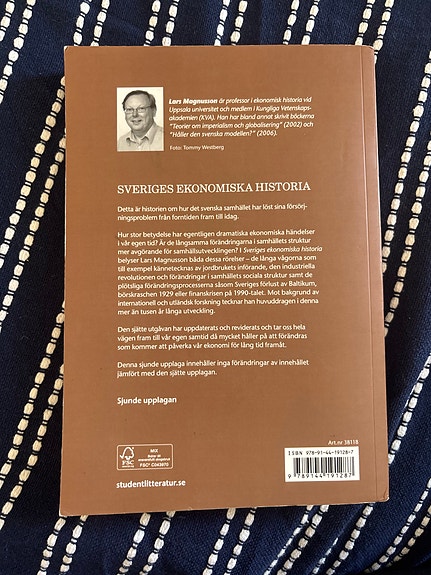 Lars Magnusson är professor i ekonomisk historia vid
Uppsala universitet och medlem i Kungliga Vetenskaps-
akademien (KVA). Han har bland annat skrivit böckerna
"Teorier om imperialism och globalisering" (2002) och
"Håller den svenska modellen?" (2006).
Foto: Tommy Westberg
SVERIGES EKONOMISKA HISTORIA
Detta är historien om hur det svenska samhället har löst sina försörj-
ningsproblem från forntiden fram till idag.
Hur stor betydelse har egentligen dramatiska ekonomiska händelser
i vår egen tid? Är de långsamma förändringarna i samhällets struktur
mer avgörande för samhällsutvecklingen? I Sveriges ekonomiska historia
belyser Lars Magnusson båda dessa rörelser – de långa vågorna som
till exempel kännetecknas av jordbrukets införande, den industriella
revolutionen och förändringar i samhällets sociala struktur samt de
plötsliga förändringsprocesserna såsom Sveriges förlust av Baltikum,
börskraschen 1929 eller finanskrisen på 1990-talet. Mot bakgrund av
internationell och utländsk forskning tecknar han huvuddragen i denna
mer än tusen år långa utveckling.
Den sjätte utgåvan har uppdaterats och reviderats och tar oss hela
vägen fram till vår egen samtid då mycket håller på att förändras
som kommer att påverka vår ekonomi för lång tid framåt.
Denna sjunde upplaga innehåller inga förändringar av innehållet
jämfört med den sjätte upplagan.
Sjunde upplagan
Art.nr 38118
ISBN 978-91-44-19128-7
9 789144 191287
FSC
www.fsc.org
MIX
FSC® C043970
studentlitteratur.se